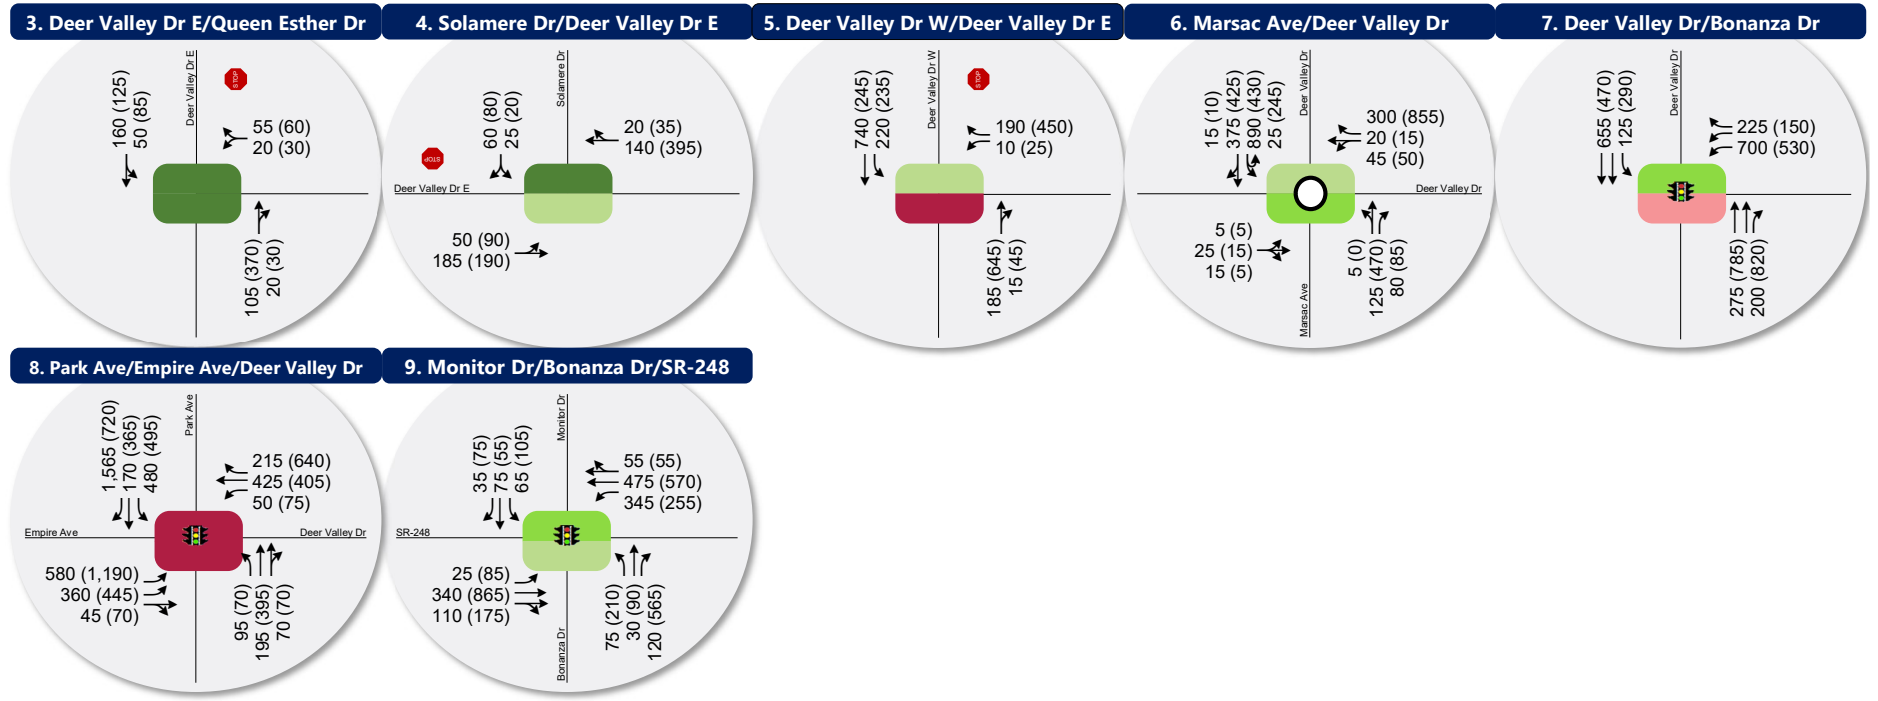 3. Deer Valley Dr E/Queen Esther Dr
Deer Valley Dr E
STOP
160 (125)
50 (85)
55 (60)
20 (30)
105 (370)
20 (30)
4. Solamere Dr/Deer Valley Dr E
Solamere Dr
STOP
Deer Valley Dr E
60 (80)
25 (20)
20 (35)
140 (395)
50 (90)
185 (190)
5. Deer Valley Dr W/Deer Valley Dr E
Deer Valley Dr W
STOP
740 (245)
220 (235)
190 (450)
10 (25)
185 (645)
15 (45)
6. Marsac Ave/Deer Valley Dr
Deer Valley Dr
15 (10)
375 (425)
890 (430)
25 (245)
300 (855)
20 (15)
45 (50)
Deer Valley Dr
5 (5)
25 (15)
15 (5)
Marsac Ave
5 (0)
125 (470)
80 (85)
7. Deer Valley Dr/Bonanza Dr
Deer Valley Dr
655 (470)
125 (290)
225 (150)
700 (530)
275 (785)
200 (820)
8. Park Ave/Empire Ave/Deer Valley Dr
Park Ave
1,565 (720)
170 (365)
480 (495)
215 (640)
425 (405)
50 (75)
Empire Ave
Deer Valley Dr
580 (1,190)
360 (445)
45 (70)
95 (70)
195 (395)
70 (70)
9. Monitor Dr/Bonanza Dr/SR-248
Monitor Dr
35 (75)
75 (55)
65 (105)
55 (55)
475 (570)
345 (255)
SR-248
25 (85)
340 (865)
110 (175)
Bonanza Dr
75 (210)
30 (90)
120 (565)